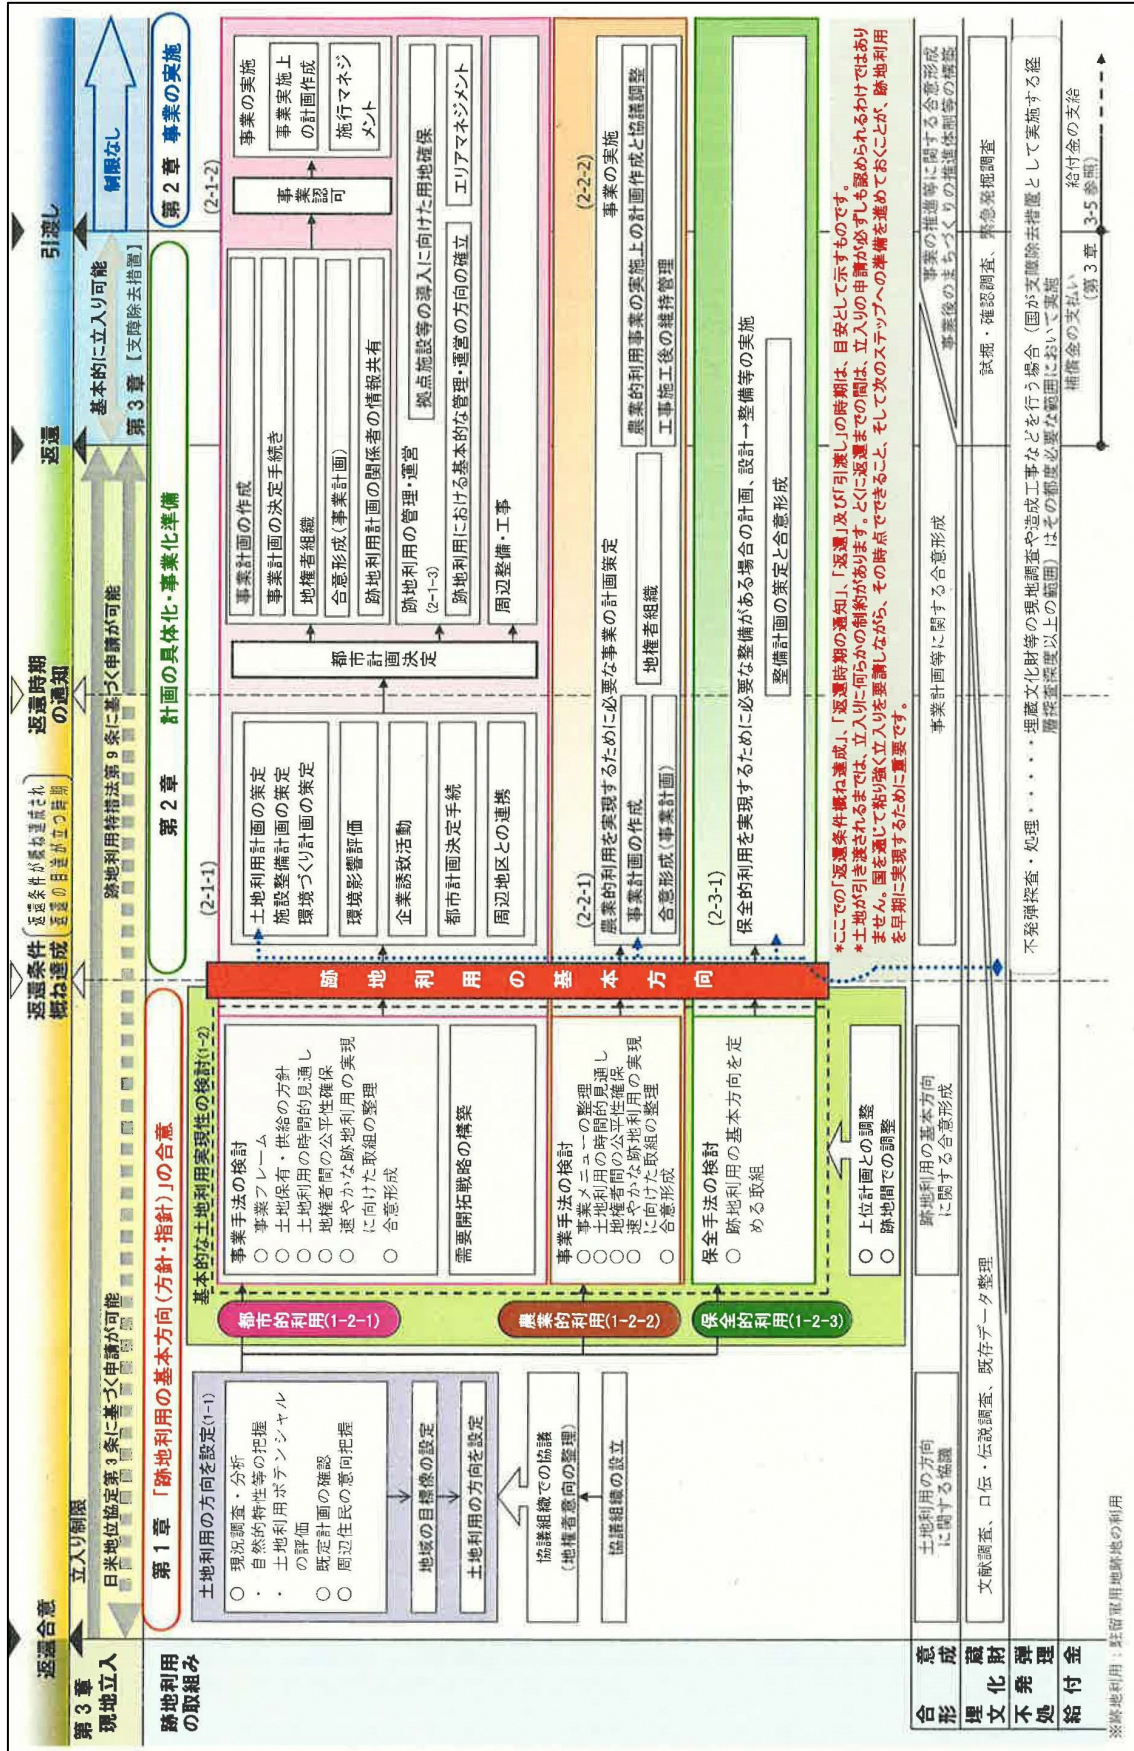 返還合意
返還条件
概ね達成
返還条件が概ね達成され
返還の目途が立つ時期
返還時期
の通知
返還
引渡し
第3章
現地立入
立入り制限
日米地位協定第3条に基づく申請が可能
跡地利用特措法第9条に基づく申請が可能
基本的に立入り可能
制限なし
第3章【支障除去措置】
跡地利用
の取組み
第1章 「跡地利用の基本方向(方針・指針)」の合意
第2章 計画の具体化・事業化準備
第2章 事業の実施
土地利用の方向を設定(1-1)
○ 現況調査・分析
・ 自然的特性等の把握
・ 土地利用ポテンシャル
の評価
○ 既定計画の確認
○ 周辺住民の意向把握
地域の目標像の設定
土地利用の方向を設定
協議組織での協議
(地権者意向の整理)
協議組織の設立
基本的な土地利用実現性の検討(1-2)
都市的利用(1-2-1)
事業手法の検討
○ 事業フレーム
○ 土地保有・供給の方針
○ 土地利用の時間的見通し
○ 地権者間の公平性確保
○ 速やかな跡地利用の実現
に向けた取組の整理
○ 合意形成
需要開拓戦略の構築
農業的利用(1-2-2)
事業手法の検討
○ 事業メニューの整理
○ 土地利用の時間的見通し
○ 地権者間の公平性確保
○ 速やかな跡地利用の実現
に向けた取組の整理
○ 合意形成
保全的利用(1-2-3)
保全手法の検討
○ 跡地利用の基本方向を定
める取組
○ 上位計画との調整
○ 跡地間での調整
跡地利用の基本方向
(2-1-1)
土地利用計画の策定
施設整備計画の策定
環境づくり計画の策定
環境影響評価
企業誘致活動
都市計画決定手続
周辺地区との連携
都市計画決定
事業計画の作成
事業計画の決定手続き
地権者組織
合意形成(事業計画)
跡地利用計画の関係者の情報共有
跡地利用の管理・運営
(2-1-3)
拠点施設等の導入に向けた用地確保
跡地利用における基本的な管理・運営の方向の確立
エリアマネジメント
周辺整備・工事
事業認可
(2-1-2)
事業の実施
事業実施上
の計画作成
施行マネジ
メント
(2-2-1)
農業的利用を実現するために必要な事業の計画策定
事業計画の作成
合意形成(事業計画)
地権者組織
(2-2-2)
事業の実施
農業的利用事業の実施上の計画作成と協議調整
工事施工後の維持管理
(2-3-1)
保全的利用を実現するために必要な整備がある場合の計画、設計→整備等の実施
整備計画の策定と合意形成
*ここでの「返還条件概ね達成」、「返還時期の通知」、「返還」及び「引渡し」の時期は、目安として示すものです。
*土地が引き渡されるまでは、立入りに何らかの制約があります。とくに返還までの間は、立入りの申請が必ずしも認められるわけではあり
ません。国を通じて粘り強く立入りを要請しながら、その時点でできること、そして次のステップへの準備を進めておくことが、跡地利用
を早期に実現するために重要です。
合意形成
土地利用の方向
に関する協議
跡地利用の基本方向
に関する合意形成
事業計画等に関する合意形成
事業の推進等に関する合意形成
事業後のまちづくりの推進体制等の構築
埋蔵文化財
文献調査、口伝・伝説調査、既存データ整理
試掘・確認調査、緊急発掘調査
不発弾処理
不発弾探査・処理・・・・・埋蔵文化財等の現地調査や造成工事などを行う場合(国が支障除去措置として実施する経
層探査深度以上の範囲)はその都度必要な範囲において実施
給付金
補償金の支払い
給付金の支給
(第3章 3-5参照)
※跡地利用:駐留軍用地跡地の利用